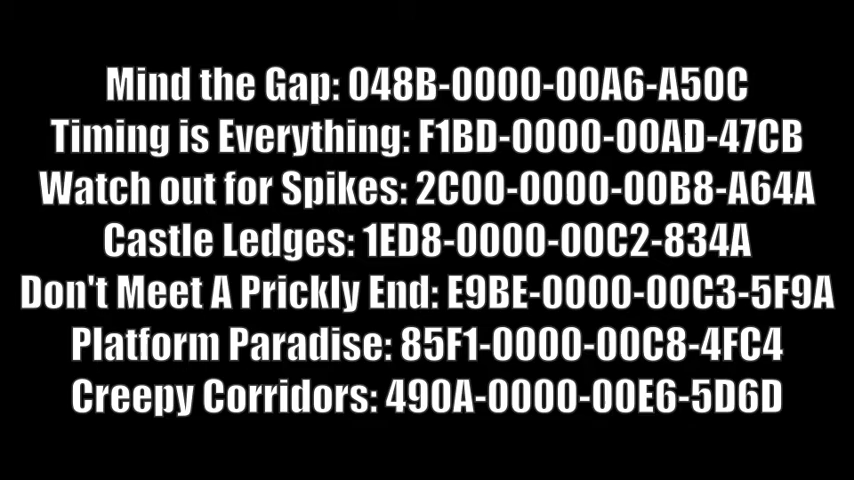 Mind the Gap: 048B-0000-00A6-A50C
Timing is Everything: F1BD-0000-00AD-47CB
Watch out for Spikes: 2C00-0000-00B8-A64A
Castle Ledges: 1ED8-0000-00C2-834A
Don't Meet A Prickly End: E9BE-0000-00C3-5F9A
Platform Paradise: 85F1-0000-00C8-4FC4
Creepy Corridors: 490A-0000-00E6-5D6D